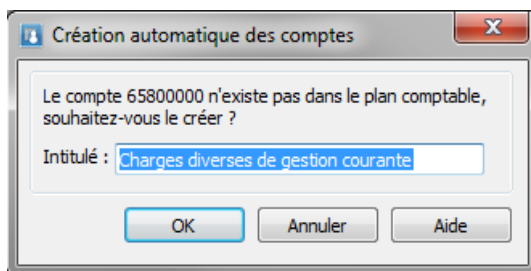 Création automatique des comptes
Le compte 65800000 n'existe pas dans le plan comptable,
souhaitez-vous le créer ?
Intitulé : Charges diverses de gestion courante
OK Annuler Aide